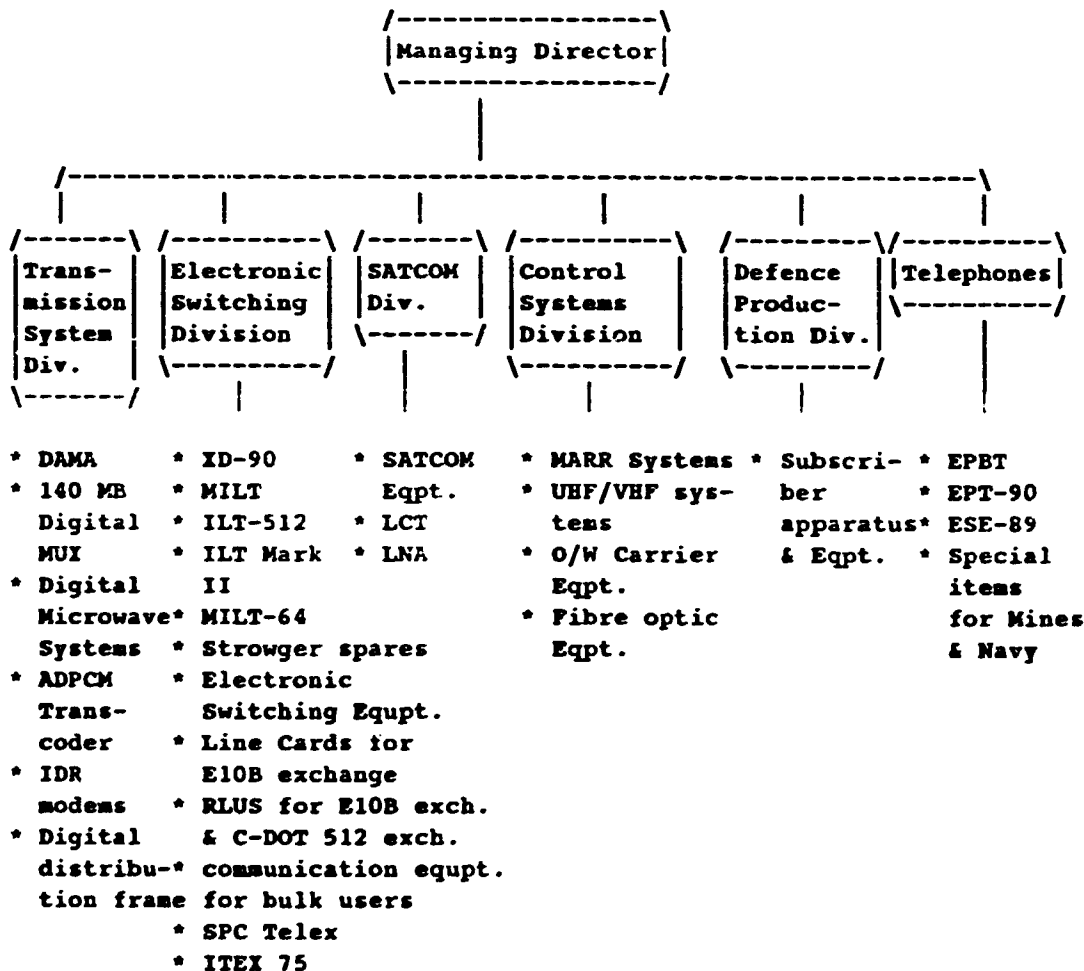 Managing Director
Trans-
mission
System
Div.
Electronic
Switching
Division
SATCOM
Div.
Control
Systems
Division
Defence
Produc-
tion Div.
Telephones
* DAMA
* 140 MB
Digital
MUX
* Digital
Microwave
Systems
* ADPCM
Trans-
coder
* IDR
modems
* Digital
distribu-
tion frame
* XD-90
* MILT
* ILT-512
* ILT Mark
II
* MILT-64
* Strowger spares
* Electronic
Switching Equpt.
* Line Cards for
E10B exchange
* RLUS for E10B exch.
& C-DOT 512 exch.
* communication equpt.
for bulk users
* SPC Telex
* ITEX 75
* SATCOM
Eqpt.
* LCT
* LNA
* MARR Systems
* UHF/VHF sys-
tems
* O/W Carrier
Eqpt.
* Fibre optic
Eqpt.
* Subscri-
ber
apparatus
& Eqpt.
* EPBT
* EPT-90
* ESE-89
* Special
items
for Mines
& Navy